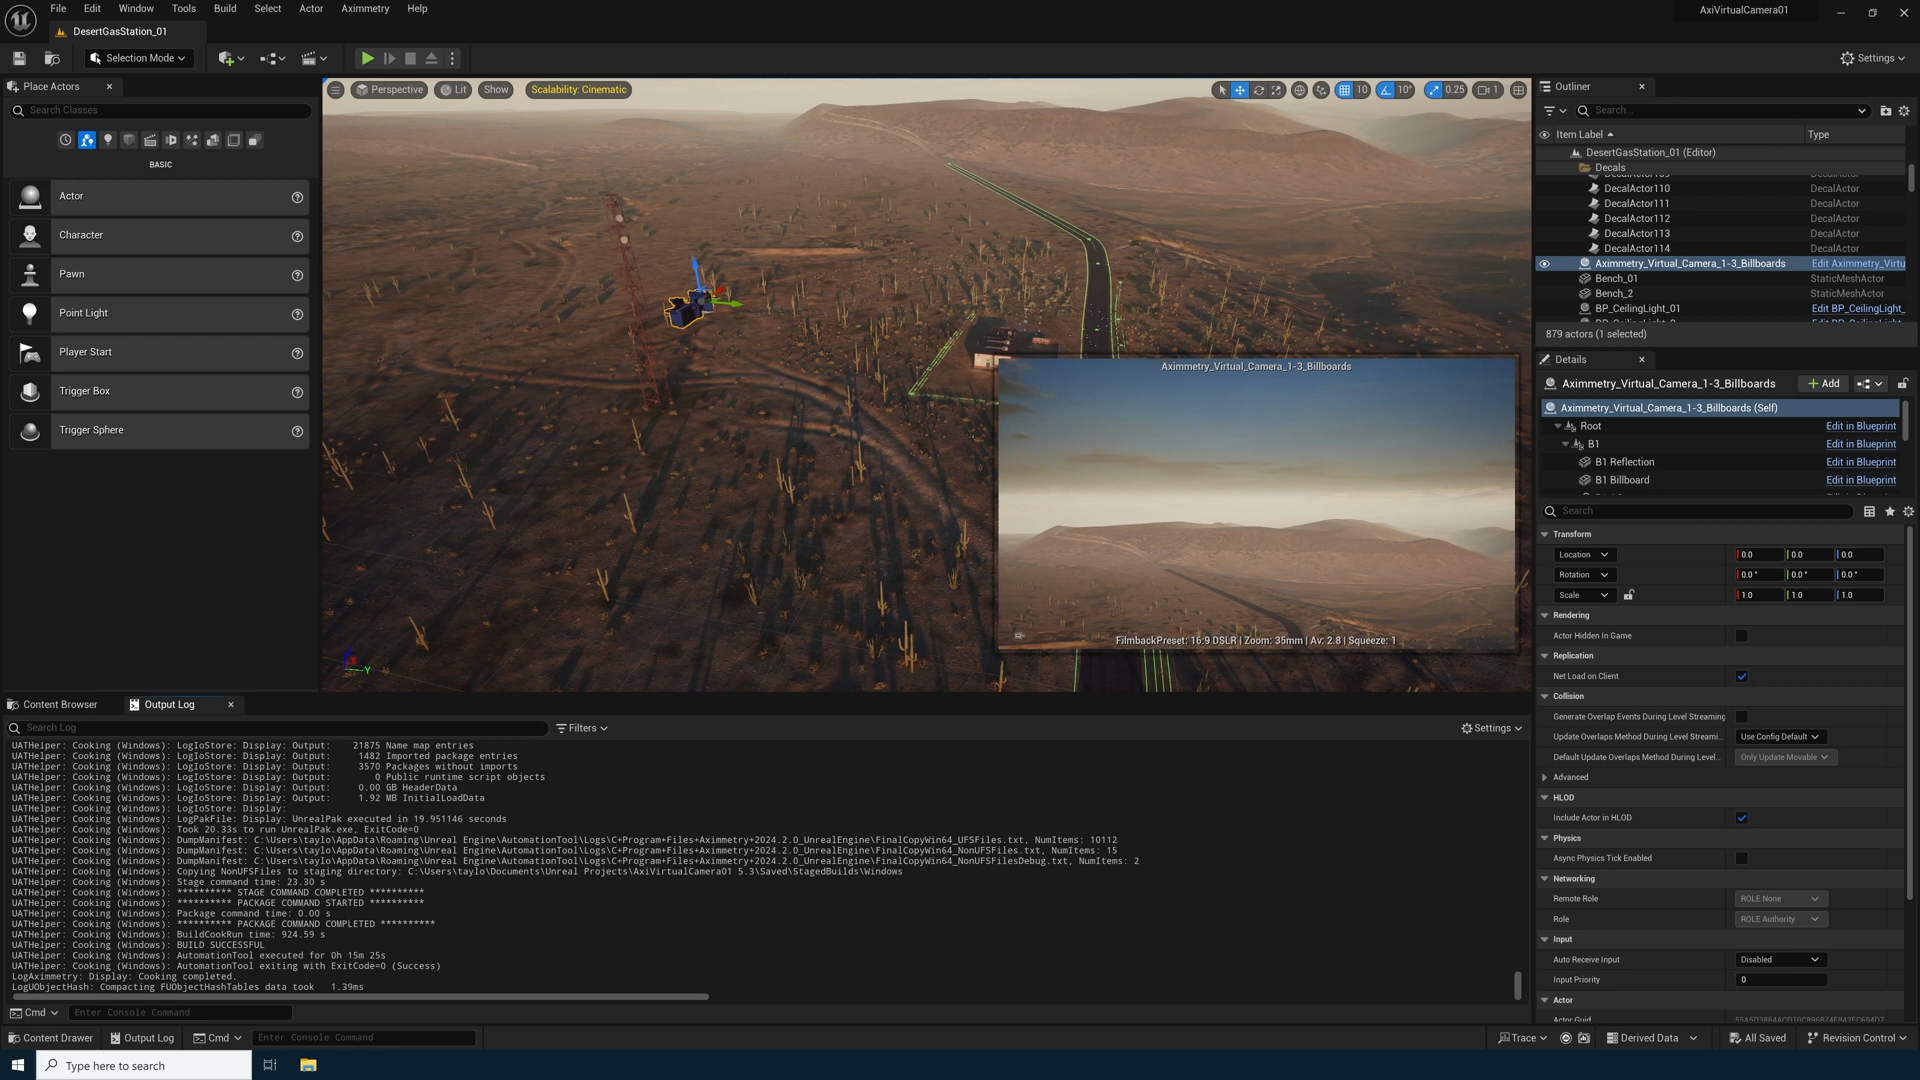 File Edit Window Tools Build Select Actor Aximmetry Help
AxiVirtualCamera01
DesertGasStation_01
Selection Mode
Settings
Place Actors
Search Classes
BASIC
Actor
Character
Pawn
Point Light
Player Start
Trigger Box
Trigger Sphere
Perspective Lit Show Scalability: Cinematic
10 10° 0.25 1
Aximmetry_Virtual_Camera_1-3_Billboards
FilmbackPreset: 16:9 DSLR | Zoom: 35mm | Av: 2.8 | Squeeze: 1
Outliner
Search...
Item Label Type
DesertGasStation_01 (Editor)
Decals
DecalActor110 DecalActor
DecalActor111 DecalActor
DecalActor112 DecalActor
DecalActor113 DecalActor
DecalActor114 DecalActor
Aximmetry_Virtual_Camera_1-3_Billboards Edit Aximmetry_Virtu
Bench_01 StaticMeshActor
Bench_2 StaticMeshActor
BP_CeilingLight_01 Edit BP_CeilingLight_
879 actors (1 selected)
Details
Aximmetry_Virtual_Camera_1-3_Billboards
Add
Aximmetry_Virtual_Camera_1-3_Billboards (Self)
Root Edit in Blueprint
B1 Edit in Blueprint
B1 Reflection Edit in Blueprint
B1 Billboard Edit in Blueprint
Search
Transform
Location 0.0 0.0 0.0
Rotation 0.0° 0.0° 0.0°
Scale 1.0 1.0 1.0
Rendering
Actor Hidden In Game
Replication
Net Load on Client
Collision
Generate Overlap Events During Level Streaming
Update Overlaps Method During Level Streami... Use Config Default
Default Update Overlaps Method During Level... Only Update Movable
Advanced
HLOD
Include Actor in HLOD
Physics
Async Physics Tick Enabled
Networking
Remote Role ROLE None
Role ROLE Authority
Input
Auto Receive Input Disabled
Input Priority 0
Actor
Content Browser
Output Log
Search Log
Filters
Settings
UATHelper: Cooking (Windows): LogIoStore: Display: Output: 21875 Name map entries
UATHelper: Cooking (Windows): LogIoStore: Display: Output: 1482 Imported package entries
UATHelper: Cooking (Windows): LogIoStore: Display: Output: 3570 Packages without imports
UATHelper: Cooking (Windows): LogIoStore: Display: Output: 0 Public runtime script objects
UATHelper: Cooking (Windows): LogIoStore: Display: Output: 0.00 GB HeaderData
UATHelper: Cooking (Windows): LogIoStore: Display: Output: 1.92 MB InitialLoadData
UATHelper: Cooking (Windows): LogIoStore: Display:
UATHelper: Cooking (Windows): LogPakFile: Display: UnrealPak executed in 19.951146 seconds
UATHelper: Cooking (Windows): Took 20.33s to run UnrealPak.exe, ExitCode=0
UATHelper: Cooking (Windows): DumpManifest: C:\Users\taylo\AppData\Roaming\Unreal Engine\AutomationTool\Logs\C+Program+Files+Aximmetry+2024.2.0_UnrealEngine\FinalCopyWin64_UFSFiles.txt, NumItems: 10112
UATHelper: Cooking (Windows): DumpManifest: C:\Users\taylo\AppData\Roaming\Unreal Engine\AutomationTool\Logs\C+Program+Files+Aximmetry+2024.2.0_UnrealEngine\FinalCopyWin64_NonUFSFiles.txt, NumItems: 15
UATHelper: Cooking (Windows): DumpManifest: C:\Users\taylo\AppData\Roaming\Unreal Engine\AutomationTool\Logs\C+Program+Files+Aximmetry+2024.2.0_UnrealEngine\FinalCopyWin64_NonUFSFilesDebug.txt, NumItems: 2
UATHelper: Cooking (Windows): Copying NonUFSFiles to staging directory: C:\Users\taylo\Documents\Unreal Projects\AxiVirtualCamera01 5.3\Saved\StagedBuilds\Windows
UATHelper: Cooking (Windows): Stage command time: 23.30 s
UATHelper: Cooking (Windows): ********** STAGE COMMAND COMPLETED **********
UATHelper: Cooking (Windows): ********** PACKAGE COMMAND STARTED **********
UATHelper: Cooking (Windows): Package command time: 0.00 s
UATHelper: Cooking (Windows): ********** PACKAGE COMMAND COMPLETED **********
UATHelper: Cooking (Windows): BuildCookRun time: 924.59 s
UATHelper: Cooking (Windows): BUILD SUCCESSFUL
UATHelper: Cooking (Windows): AutomationTool executed for 0h 15m 25s
UATHelper: Cooking (Windows): AutomationTool exiting with ExitCode=0 (Success)
LogAximmetry: Display: Cooking completed.
LogUObjectHash: Compacting FUObjectHashTables data took 1.39ms
Cmd Enter Console Command
Content Drawer Output Log Cmd Enter Console Command
Trace Derived Data All Saved Revision Control
Type here to search